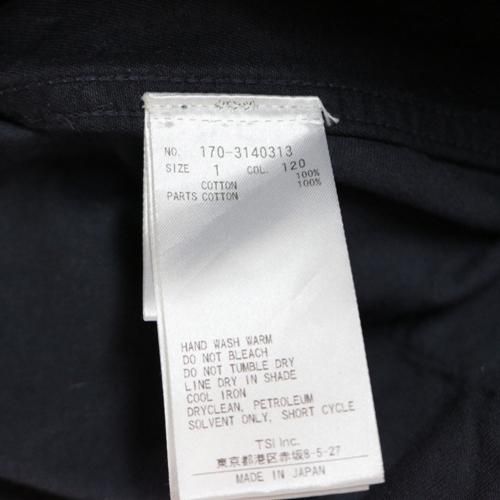 NO. 170-3140313
SIZE 1 COL. 120
COTTON 100%
PARTS COTTON 100%
HAND WASH WARM
DO NOT BLEACH
DO NOT TUMBLE DRY
LINE DRY IN SHADE
COOL IRON
DRYCLEAN, PETROLEUM
SOLVENT ONLY, SHORT CYCLE
TSI Inc.
東京都港区赤坂8-5-27
MADE IN JAPAN